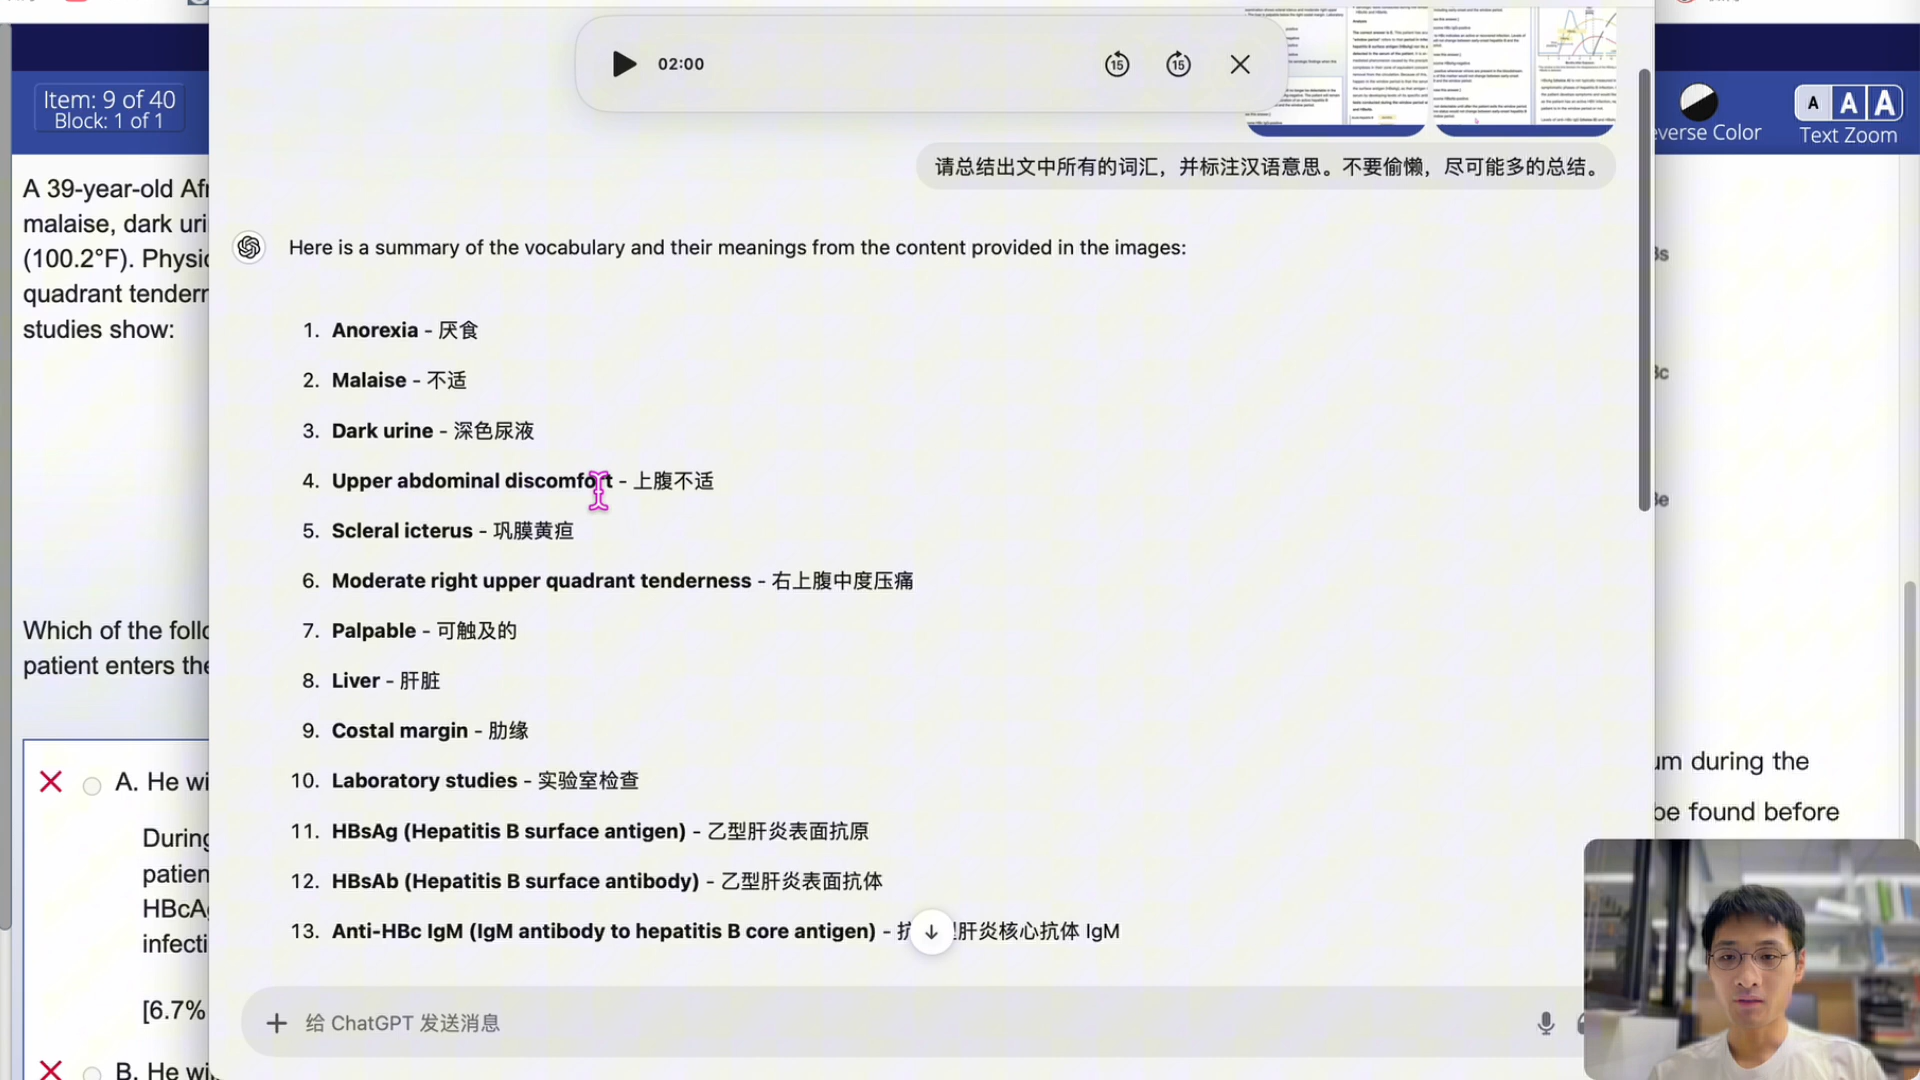 Item: 9 of 40
Block: 1 of 1
02:00
15
15
A A A
verse Color
Text Zoom
请总结出文中所有的词汇，并标注汉语意思。不要偷懒，尽可能多的总结。
A 39-year-old Afr
malaise, dark uri
(100.2°F). Physic
quadrant tendern
studies show:
Here is a summary of the vocabulary and their meanings from the content provided in the images:
1. Anorexia - 厌食
2. Malaise - 不适
3. Dark urine - 深色尿液
4. Upper abdominal discomfort - 上腹不适
5. Scleral icterus - 巩膜黄疸
6. Moderate right upper quadrant tenderness - 右上腹中度压痛
7. Palpable - 可触及的
8. Liver - 肝脏
9. Costal margin - 肋缘
10. Laboratory studies - 实验室检查
11. HBsAg (Hepatitis B surface antigen) - 乙型肝炎表面抗原
12. HBsAb (Hepatitis B surface antibody) - 乙型肝炎表面抗体
13. Anti-HBc IgM (IgM antibody to hepatitis B core antigen) - 抗 肝炎核心抗体 IgM
Which of the follo
patient enters the
A. He wi
During
patien
HBcAg
infecti
[6.7%
B. He wi
um during the
be found before
给 ChatGPT 发送消息